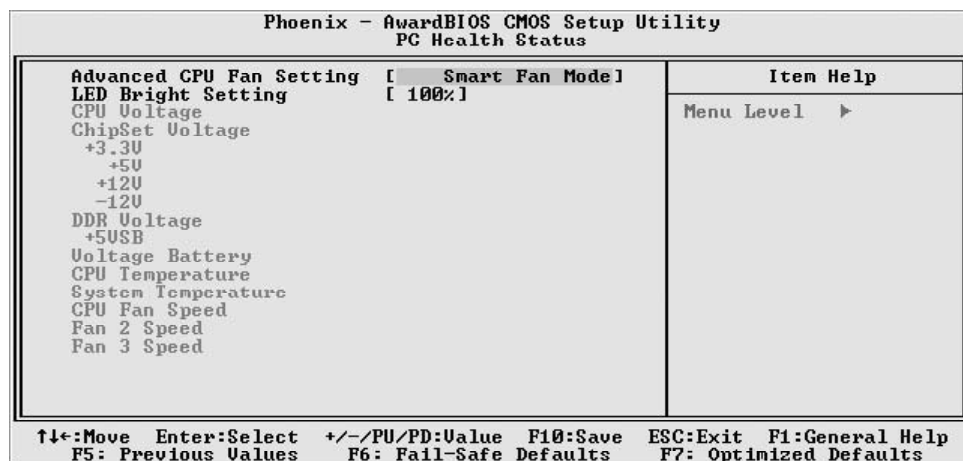 Phoenix - AwardBIOS CMOS Setup Utility
PC Health Status
Advanced CPU Fan Setting [ Smart Fan Mode]
LED Bright Setting [ 100%]
CPU Voltage
ChipSet Voltage
+3.3V
+5V
+12V
-12V
DDR Voltage
+5VSB
Voltage Battery
CPU Temperature
System Temperature
CPU Fan Speed
Fan 2 Speed
Fan 3 Speed
Item Help
Menu Level ▶
↑↓←:Move Enter:Select +/-/PU/PD:Value F10:Save ESC:Exit F1:General Help
F5: Previous Values F6: Fail-Safe Defaults F7: Optimized Defaults